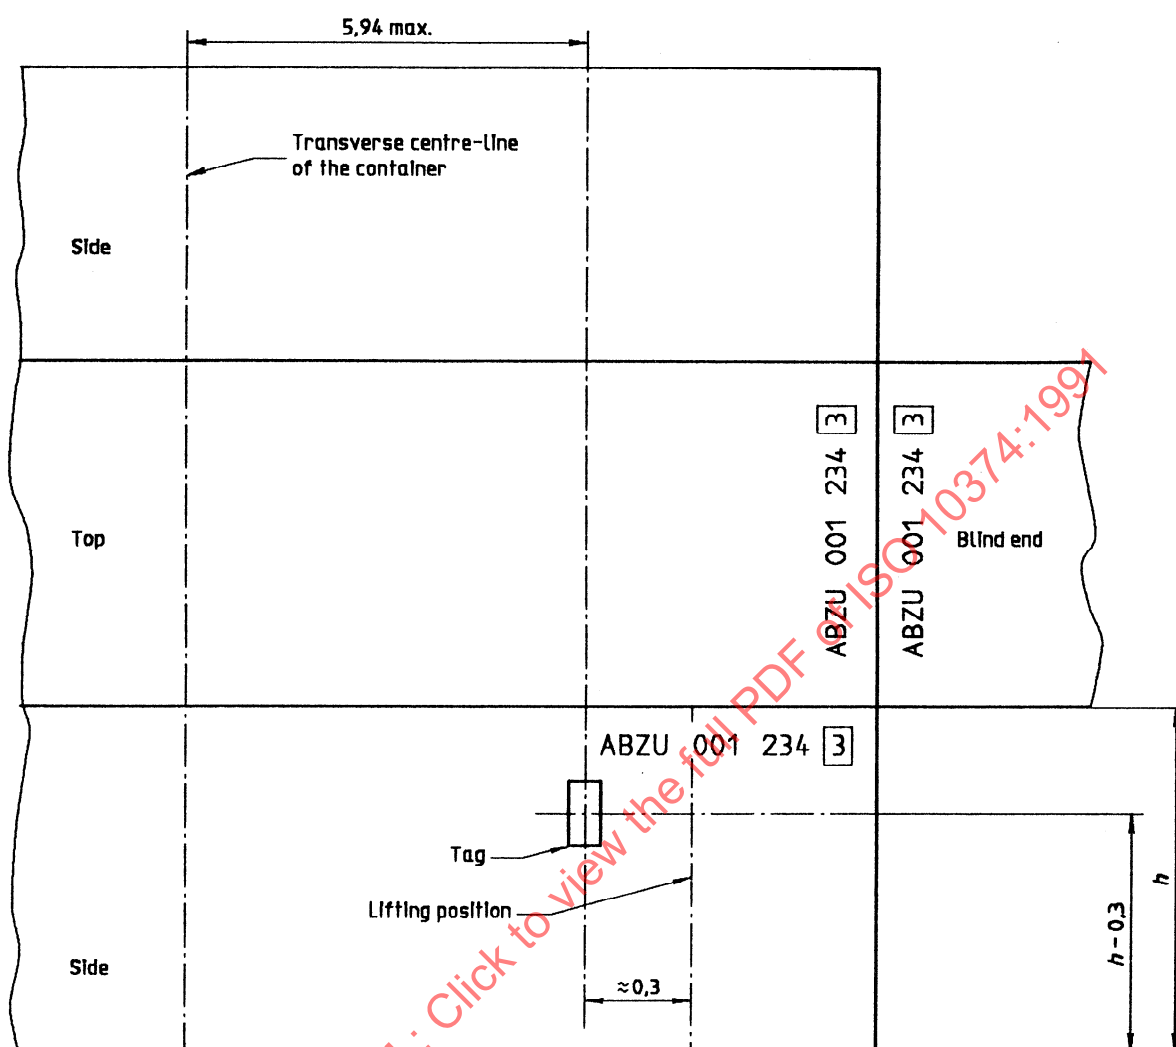 5,94 max.
Transverse centre-line
of the container
Side
Top
ABZU 001 234 3
ABZU 001 234 3
Blind end
ABZU 001 234 3
Tag
Lifting position
h
h - 0,3
Side
≈0,3
: Click to view the full PDF of ISO 10374:1991